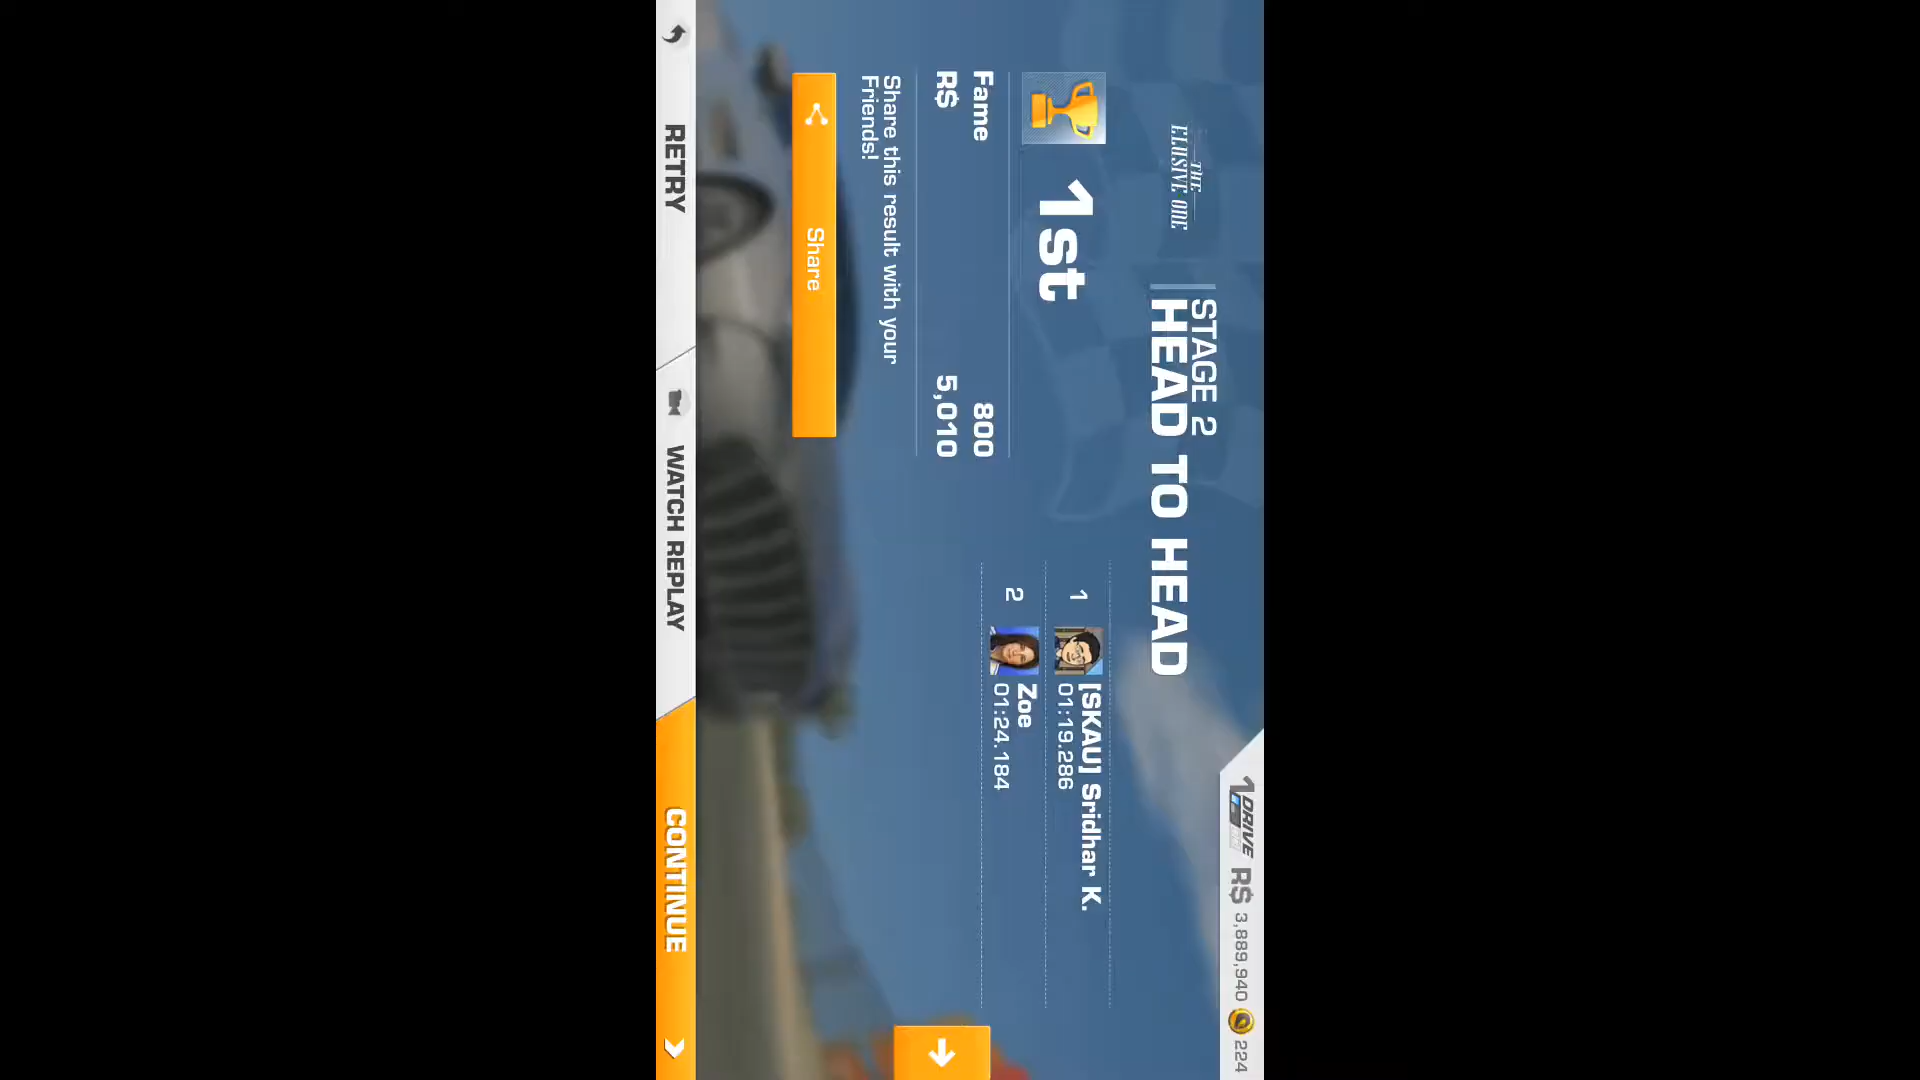 THE
ELUSIVE ONE
STAGE 2
HEAD TO HEAD
1DRIVE
R$ 3,889,940 224
1st
Fame 800
R$ 5,010
Share this result with your
Friends!
Share
1 [SKAU] Sridhar K.
01:19.286
2 Zoe
01:24.184
RETRY
WATCH REPLAY
CONTINUE